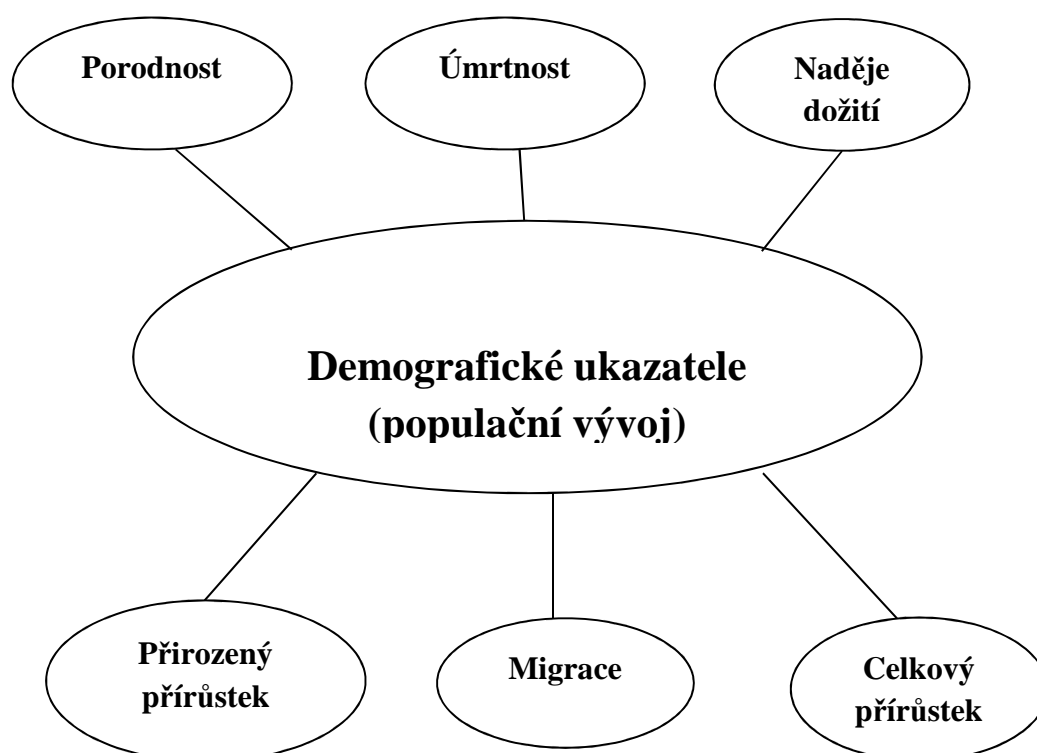 Porodnost
Úmrtnost
Naděje
dožití
Demografické ukazatele
(populační vývoj)
Přirozený
přírůstek
Migrace
Celkový
přírůstek